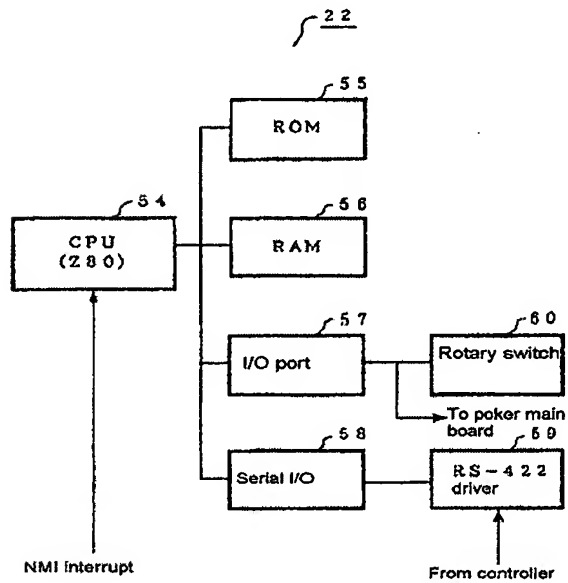 22
55
ROM
54
CPU
(Z80)
56
RAM
57
I/O port
60
Rotary switch
To poker main
board
58
Serial I/O
59
RS-422
driver
NMI interrupt
From controller